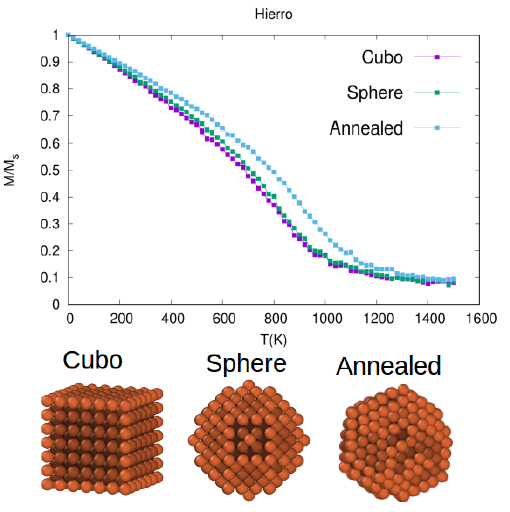 Hierro
Cubo
Sphere
Annealed
M/Ms
1
0.9
0.8
0.7
0.6
0.5
0.4
0.3
0.2
0.1
0
0 200 400 600 800 1000 1200 1400 1600
T(K)
Cubo Sphere Annealed